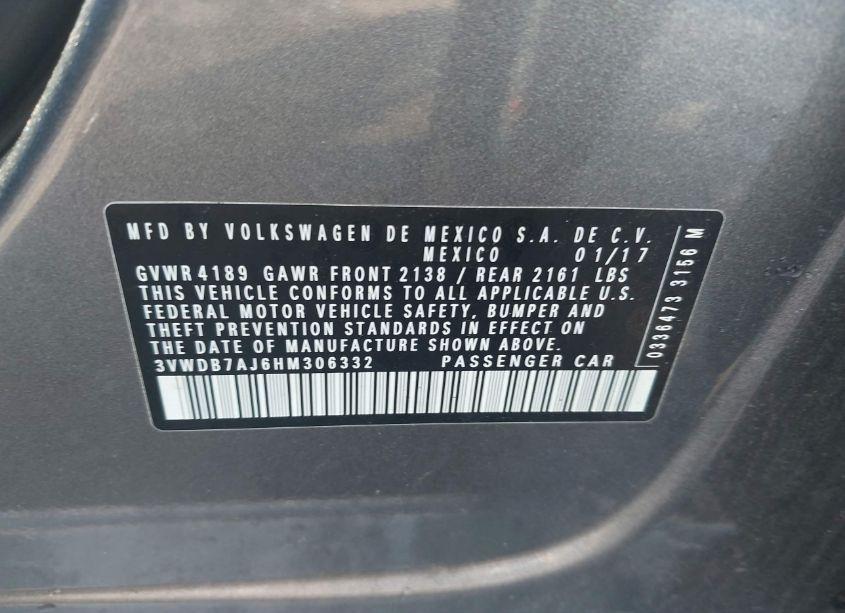 MFD BY VOLKSWAGEN DE MEXICO S.A. DE C.V.
MEXICO 01/17
GVWR 4189 GAWR FRONT 2138 / REAR 2161 LBS
THIS VEHICLE CONFORMS TO ALL APPLICABLE U.S.
FEDERAL MOTOR VEHICLE SAFETY, BUMPER AND
THEFT PREVENTION STANDARDS IN EFFECT ON
THE DATE OF MANUFACTURE SHOWN ABOVE.
3VWDB7AJ6HM306332 PASSENGER CAR
0336473 3156 M